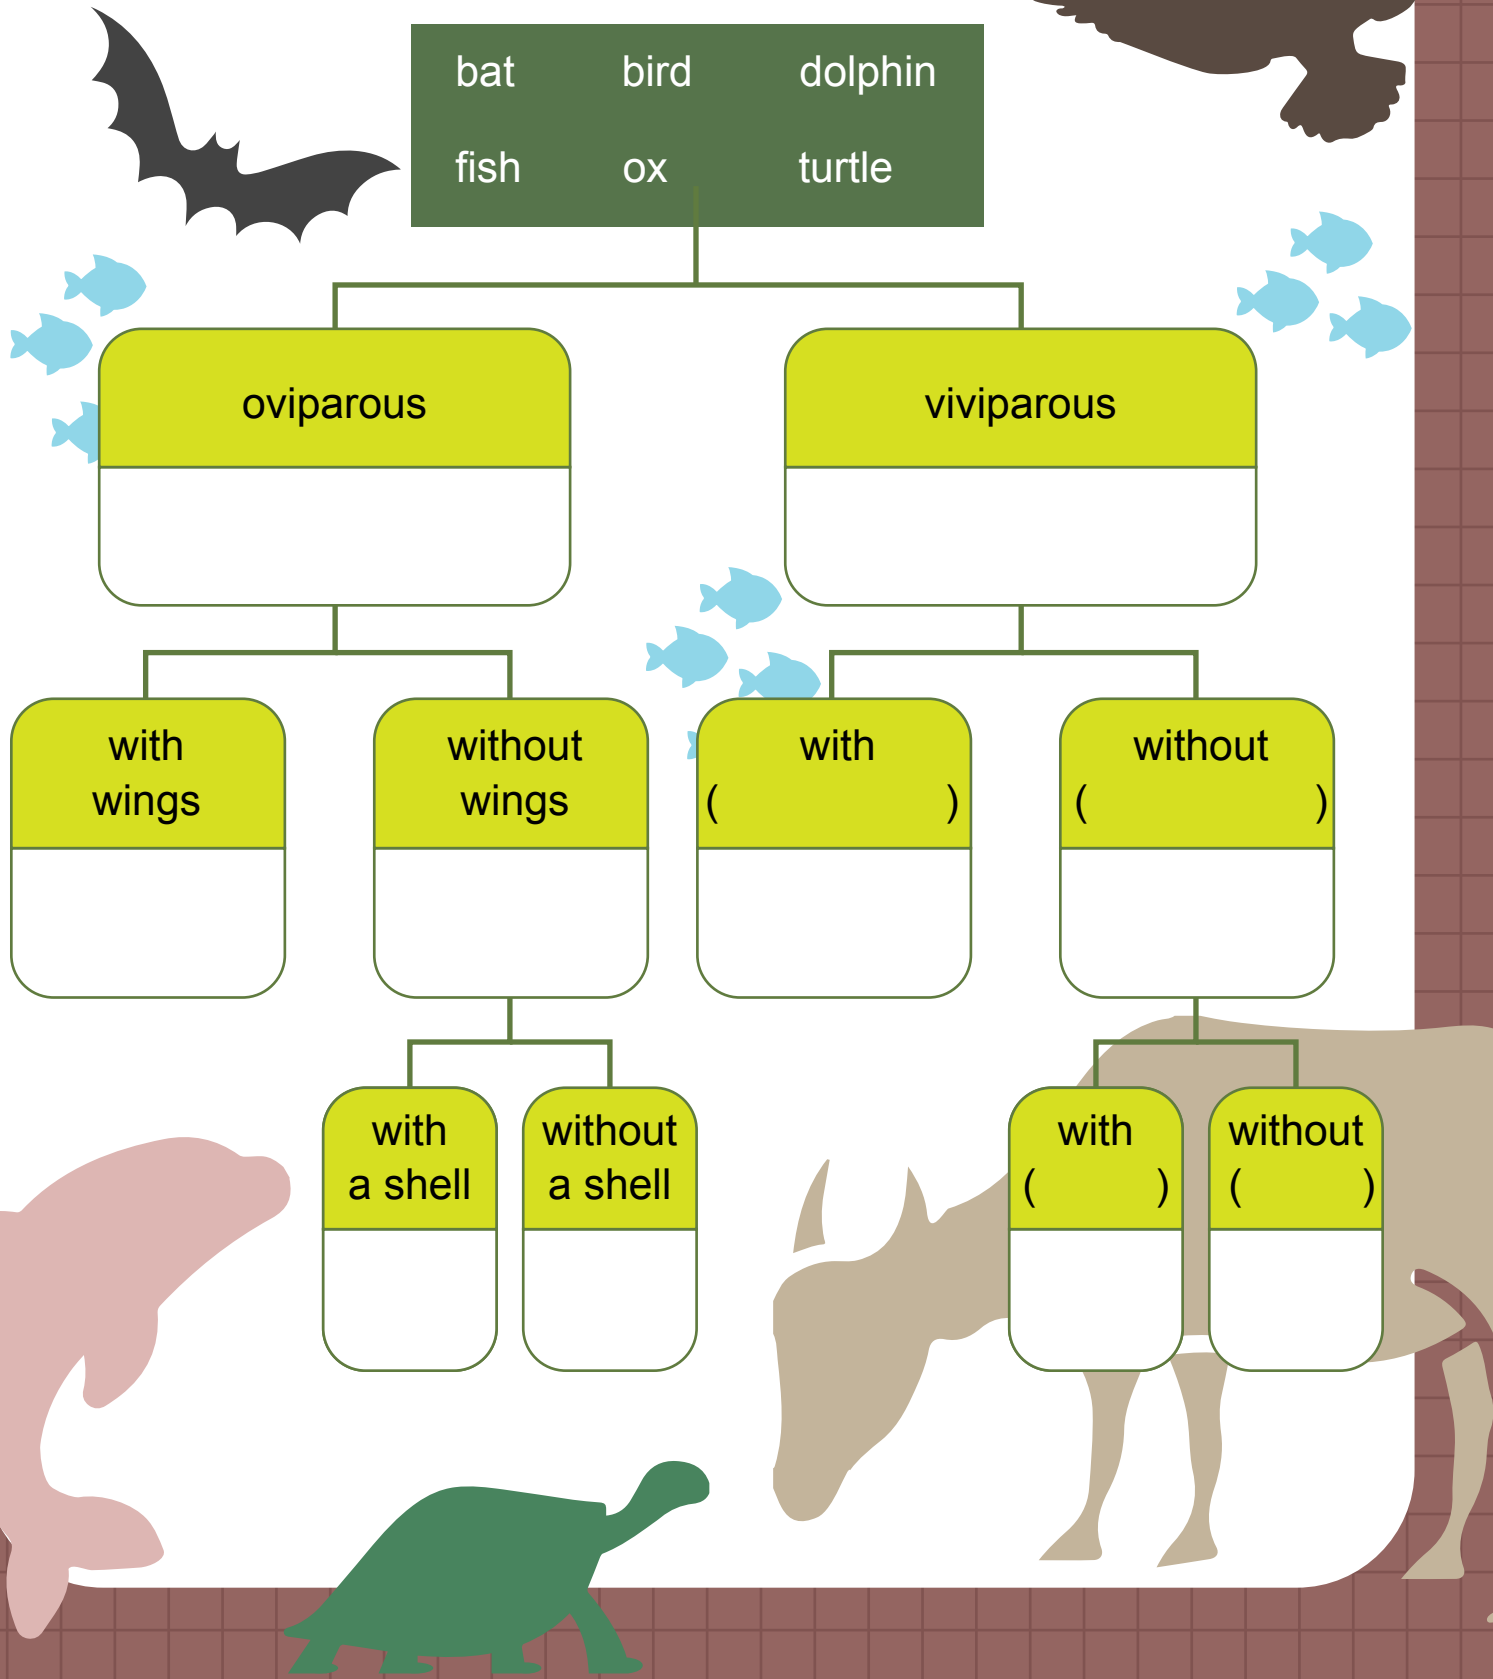 bat bird dolphin
fish ox turtle
oviparous
viviparous
with
wings
without
wings
with
( )
without
( )
with
a shell
without
a shell
with
( )
without
( )